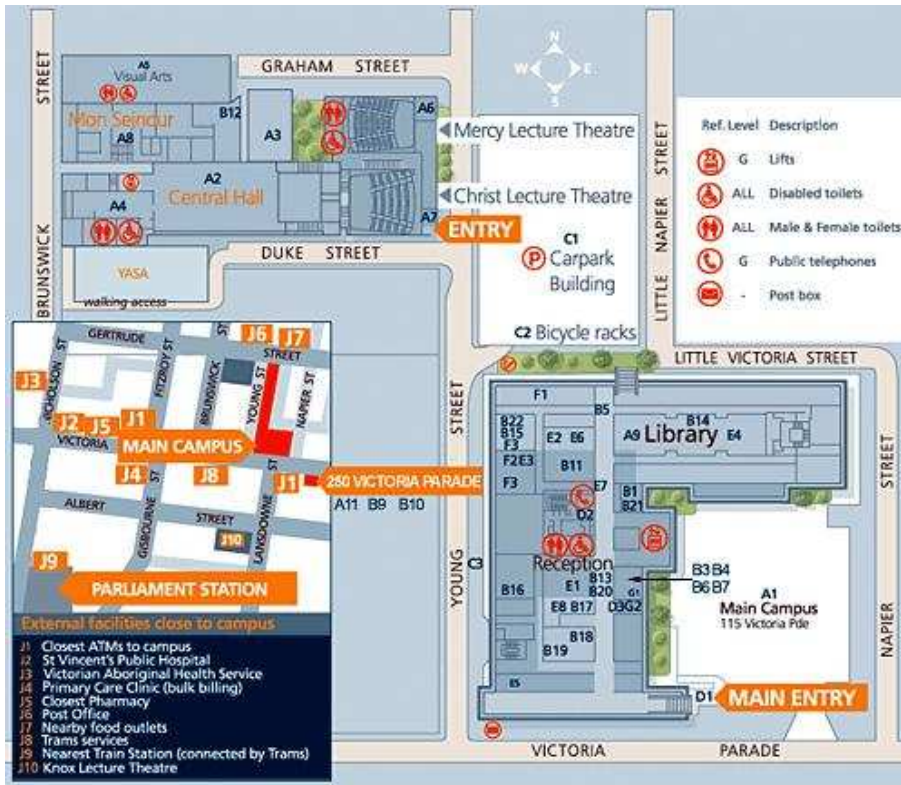 STREET
BRUNSWICK
GRAHAM STREET
A5
Visual Arts
Mon Sejnour
A8
B12
A3
A6
Mercy Lecture Theatre
A2
Central Hall
A4
Christ Lecture Theatre
A7
ENTRY
DUKE STREET
YASA
walking access
N
W E
S
C1
P Carpark
Building
C2 Bicycle racks
LITTLE NAPIER STREET
Ref. Level Description
G Lifts
ALL Disabled toilets
ALL Male & Female toilets
G Public telephones
- Post box
LITTLE VICTORIA STREET
NAPIER STREET
YOUNG STREET
C3
F1
B5
B22
B15
F3
E2 E6
A9 Library
B14
E4
F2E3
B11
F3
E7
D2
B1
B21
Reception
B16
E1
B13
B20
G1
D3G2
B3B4
B6B7
E8 B17
B18
B19
E5
A1
Main Campus
115 Victoria Pde
D1
MAIN ENTRY
VICTORIA PARADE
GERTRUDE STREET
NICHOLSON ST
FITZROY ST
BRUNSWICK ST
YOUNG ST
NAPIER ST
J6
J7
J3
J2
J5
J1
VICTORIA
MAIN CAMPUS
J4
J8
J1
250 VICTORIA PARADE
A11 B9 B10
ALBERT STREET
GISBOURNE ST
LANSDOWNE ST
J10
J9
PARLIAMENT STATION
External facilities close to campus
J1 Closest ATMs to campus
J2 St Vincent's Public Hospital
J3 Victorian Aboriginal Health Service
J4 Primary Care Clinic (bulk billing)
J5 Closest Pharmacy
J6 Post Office
J7 Nearby food outlets
J8 Trams services
J9 Nearest Train Station (connected by Trams)
J10 Knox Lecture Theatre